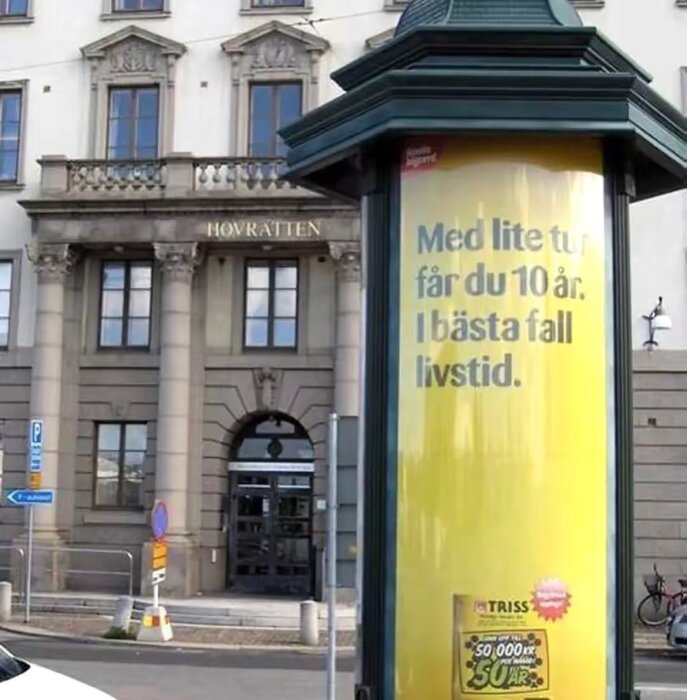 HOVRÄTTEN
Med lite tur
får du 10 år.
I bästa fall
livstid.
TRISS
50 000 KR
50 ÅR
P